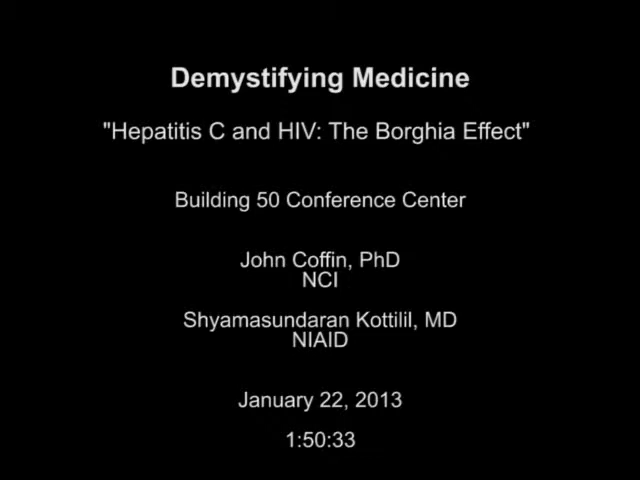 Demystifying Medicine
"Hepatitis C and HIV: The Borghia Effect"
Building 50 Conference Center
John Coffin, PhD
NCI
Shyamasundaran Kottilil, MD
NIAID
January 22, 2013
1:50:33